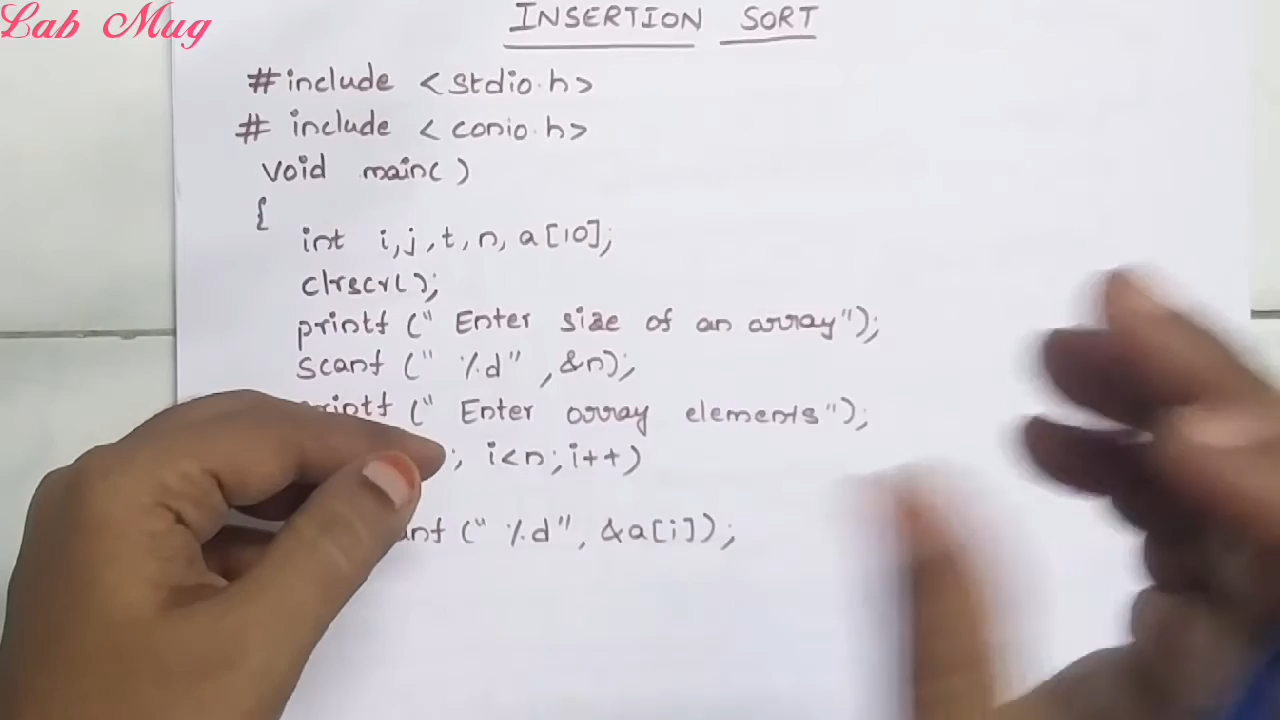 Lab Mug
INSERTION SORT
#include <stdio.h>
# include <conio.h>
void main()
{
int i,j,t,n,a[10];
clrscr();
printf (" Enter size of an array");
scanf (" %d" ,&n);
printf (" Enter array elements");
; i<n;i++)
(" %d", &a[i]);